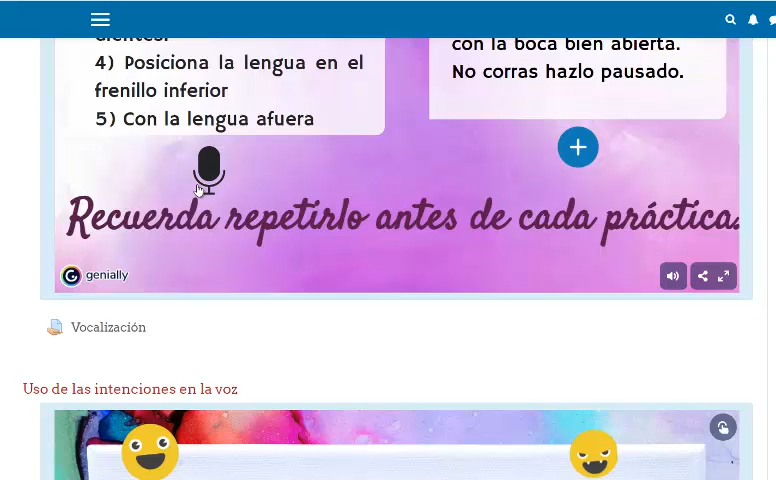 dientes.
4) Posiciona la lengua en el
frenillo inferior
5) Con la lengua afuera
con la boca bien abierta.
No corras hazlo pausado.
Recuerda repetirlo antes de cada práctica.
genially
Vocalización
Uso de las intenciones en la voz